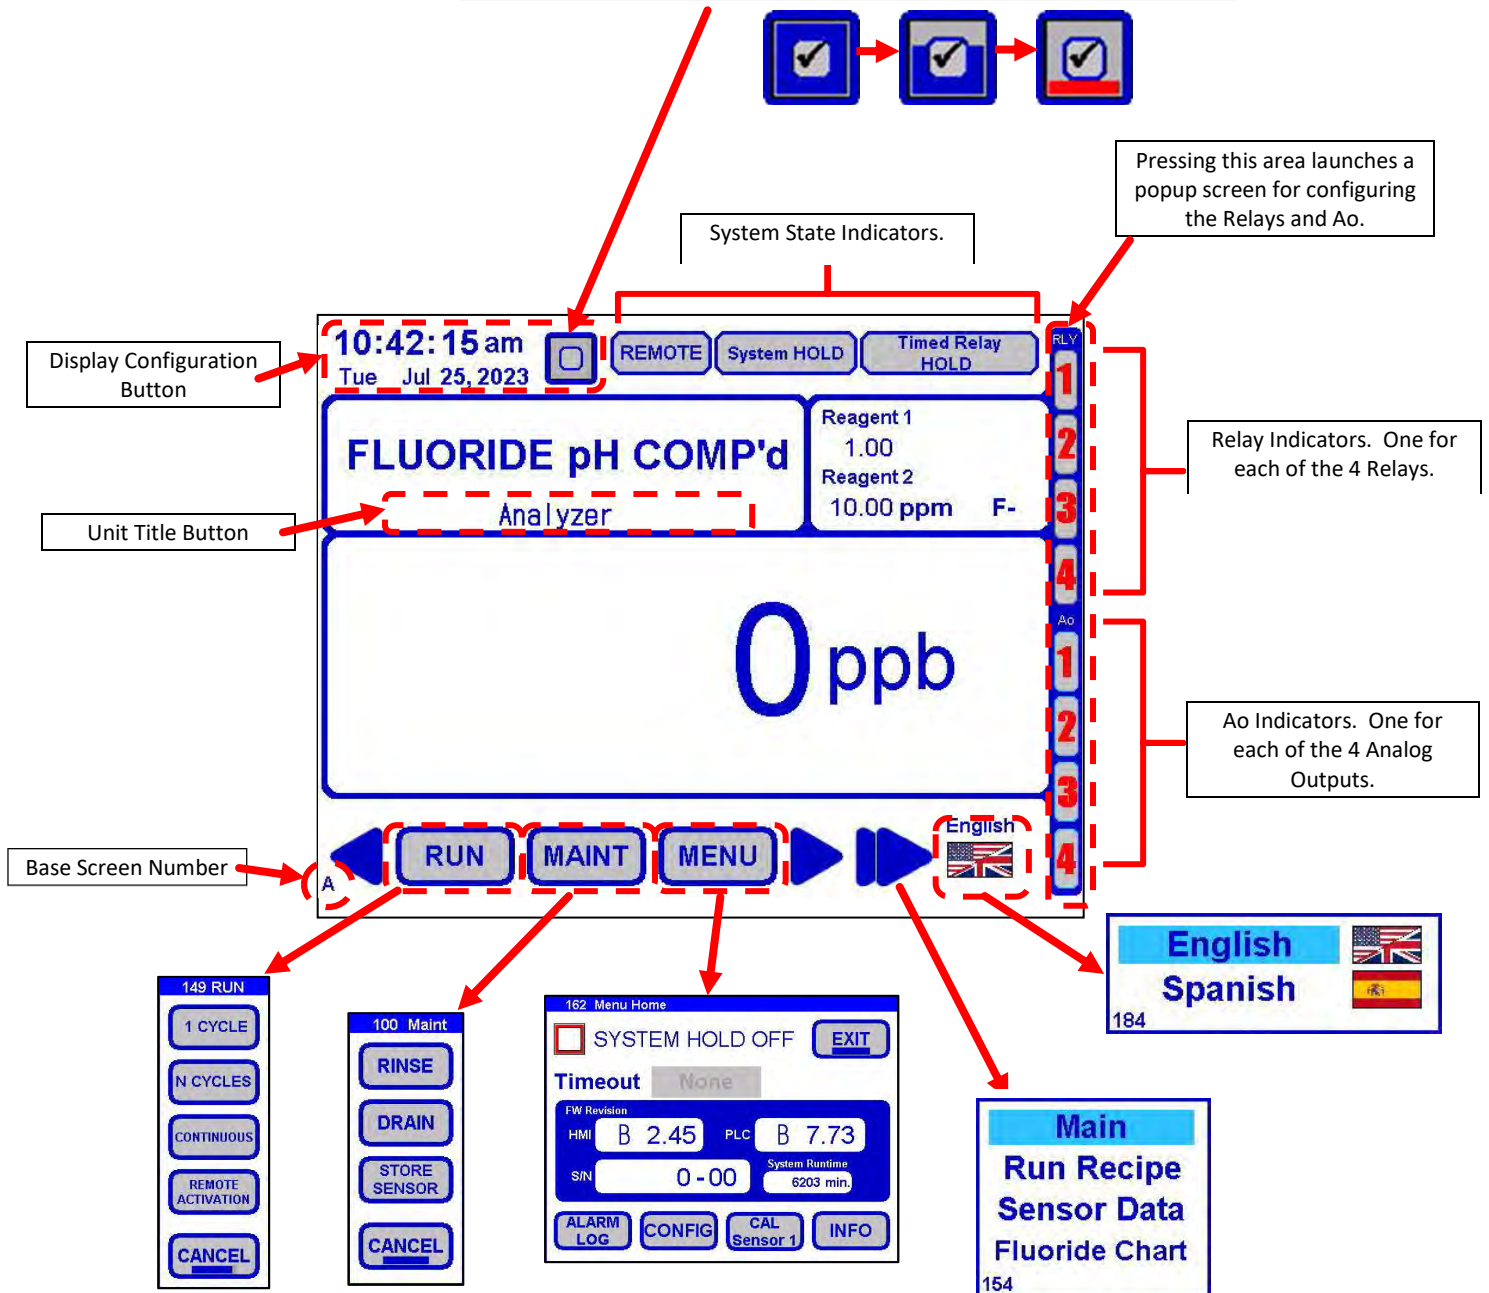 Pressing this area launches a
popup screen for configuring
the Relays and Ao.
System State Indicators.
Display Configuration
Button
10:42:15 am
Tue Jul 25, 2023
REMOTE
System HOLD
Timed Relay
HOLD
RLY
1
2
3
4
Relay Indicators. One for
each of the 4 Relays.
FLUORIDE pH COMP'd
Analyzer
Reagent 1
1.00
Reagent 2
10.00 ppm F-
Unit Title Button
0 ppb
Ao
1
2
3
4
Ao Indicators. One for
each of the 4 Analog
Outputs.
Base Screen Number
A
RUN
MAINT
MENU
English
149 RUN
1 CYCLE
N CYCLES
CONTINUOUS
REMOTE
ACTIVATION
CANCEL
100 Maint
RINSE
DRAIN
STORE
SENSOR
CANCEL
162 Menu Home
SYSTEM HOLD OFF
EXIT
Timeout None
FW Revision
HMI B 2.45 PLC B 7.73
S/N 0-00
System Runtime
6203 min.
ALARM
LOG
CONFIG
CAL
Sensor 1
INFO
English
Spanish
184
Main
Run Recipe
Sensor Data
Fluoride Chart
154